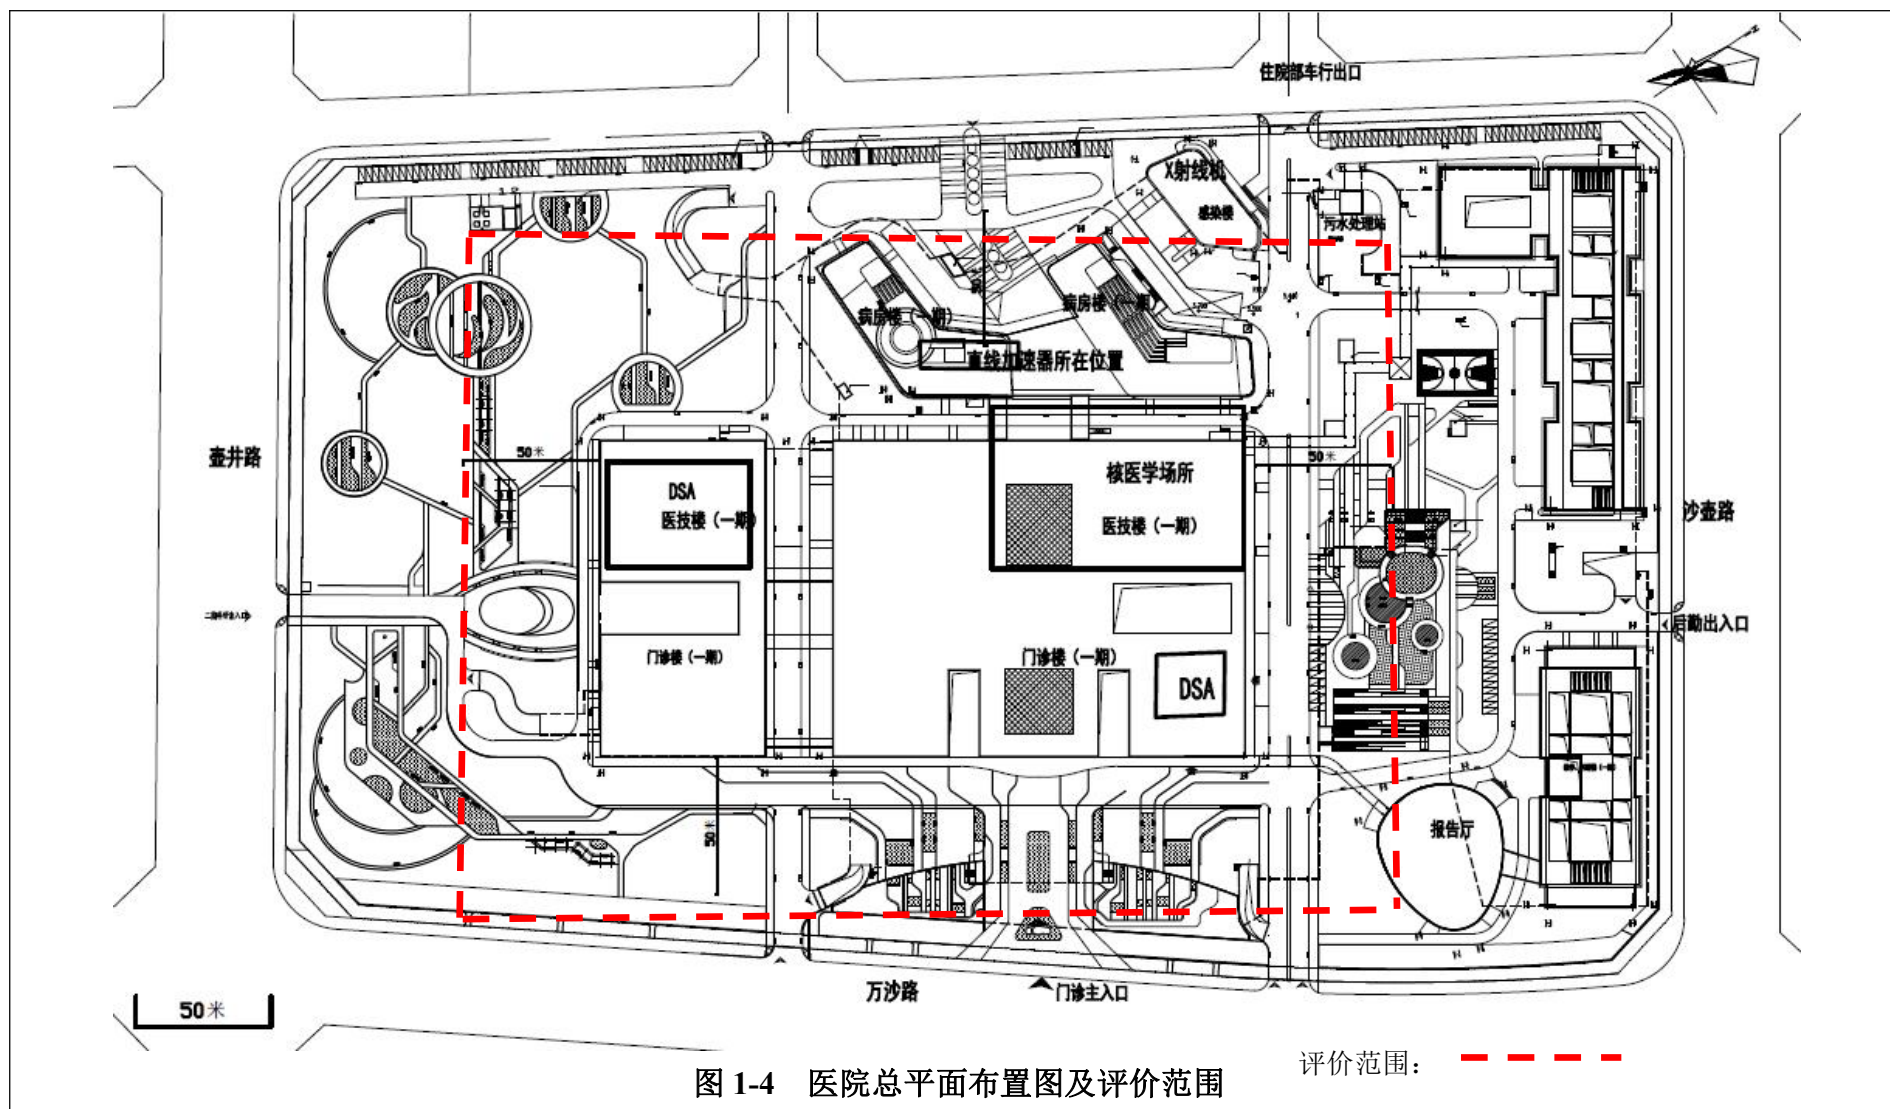 住院部车行出口
X射线机
感染楼
污水处理站
病房楼（一期）
病房楼（一期）
直线加速器所在位置
壶井路
50米
50米
核医学场所
DSA
医技楼（一期）
医技楼（一期）
沙壶路
后勤出入口
门诊楼（一期）
门诊楼（一期）
DSA
50米
报告厅
万沙路
门诊主入口
50米
评价范围：
图 1-4 医院总平面布置图及评价范围